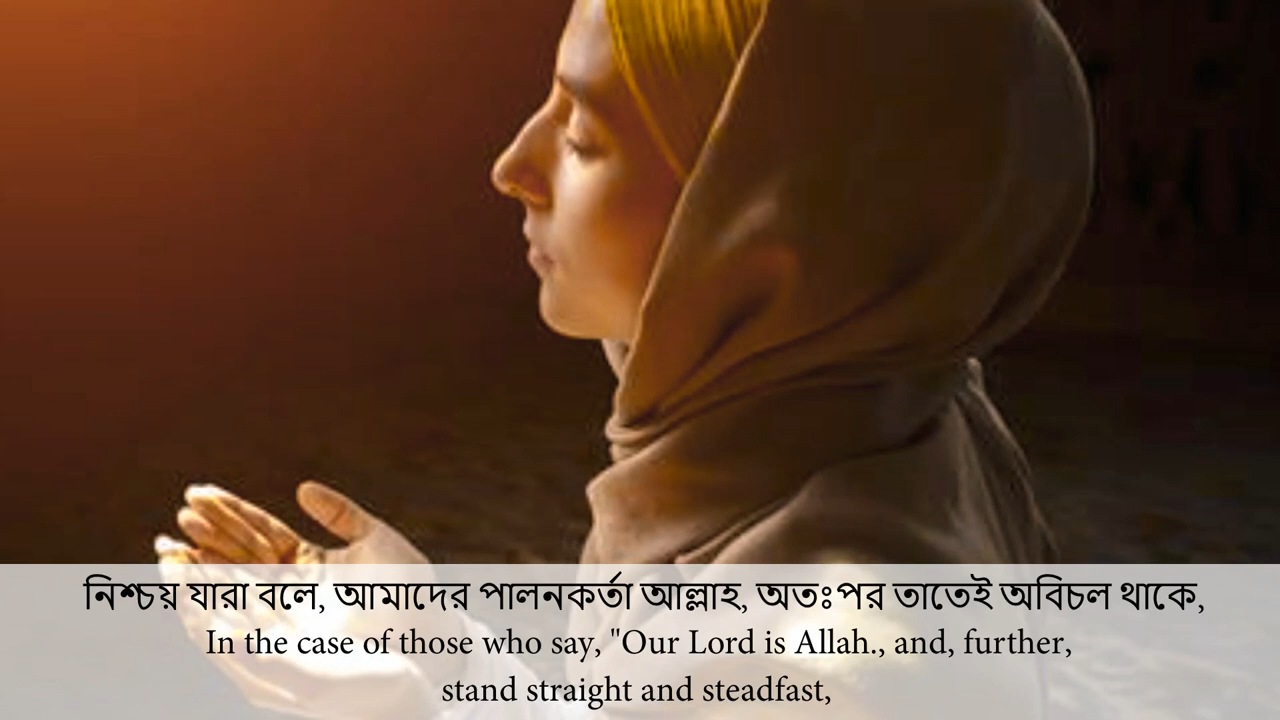 নিশ্চয় যারা বলে, আমাদের পালনকর্তা আল্লাহ, অতঃপর তাতেই অবিচল থাকে,
In the case of those who say, "Our Lord is Allah., and, further,
stand straight and steadfast,